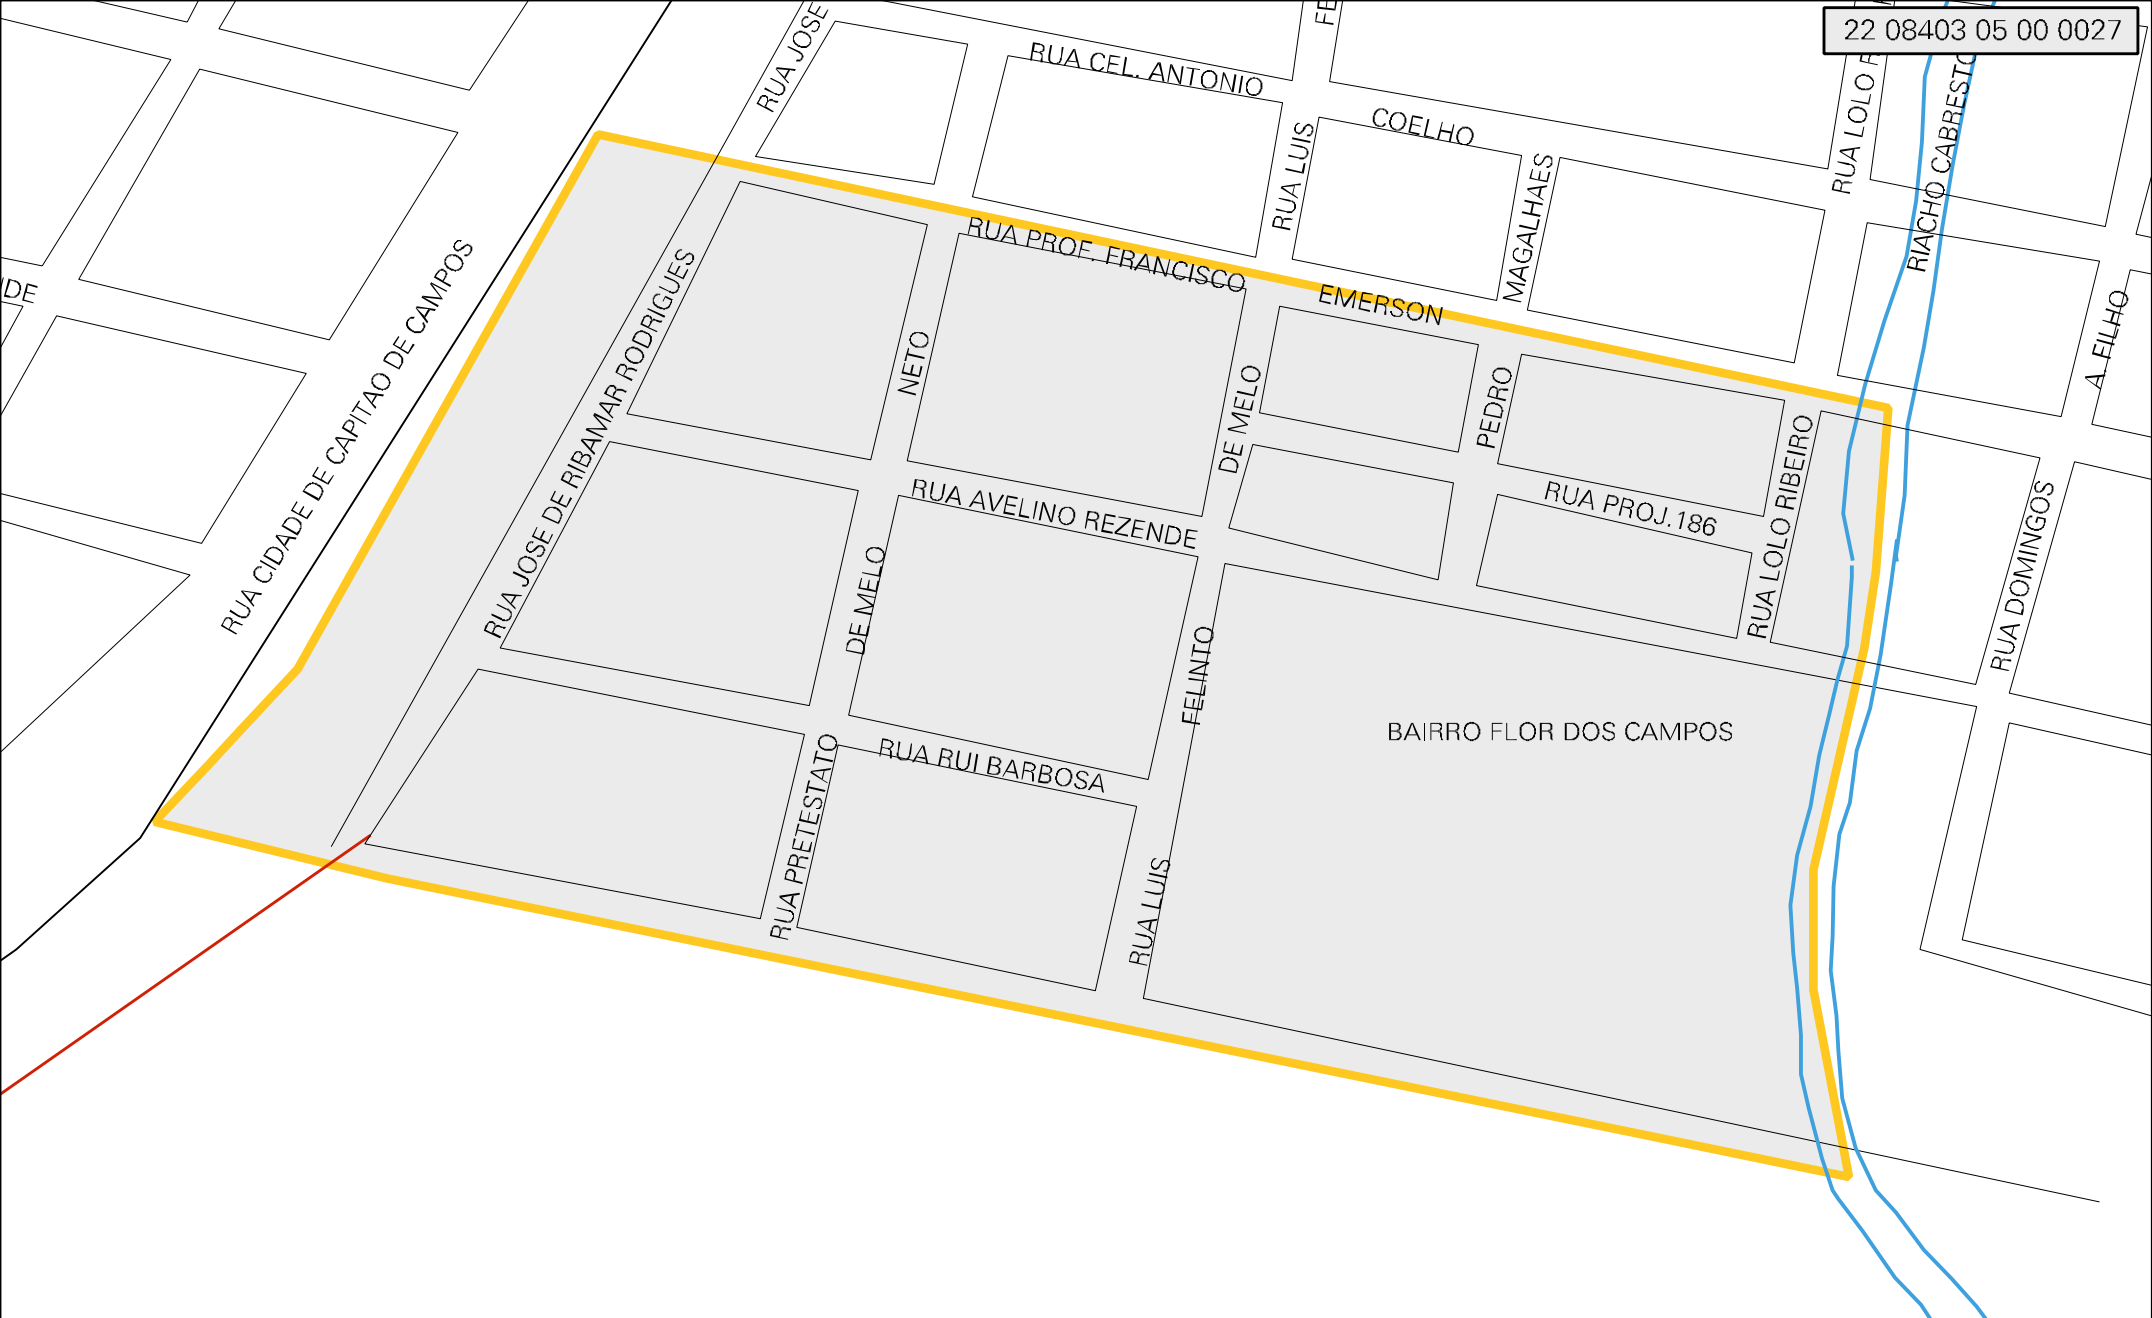 22 08403 05 00 0027
RUA JOSE
RUA CEL. ANTONIO
COELHO
RUA LUIS
MAGALHAES
RUA LOLO R
RIACHO CABRESTO
RUA PROF. FRANCISCO
EMERSON
RUA CIDADE DE CAPITAO DE CAMPOS
RUA JOSE DE RIBAMAR RODRIGUES
NETO
DE MELO
PEDRO
RUA LOLO RIBEIRO
A. FILHO
RUA AVELINO REZENDE
RUA PROJ.186
RUA DOMINGOS
DE MELO
FELINTO
BAIRRO FLOR DOS CAMPOS
RUA RUI BARBOSA
RUA PRETESTATO
RUA LUIS